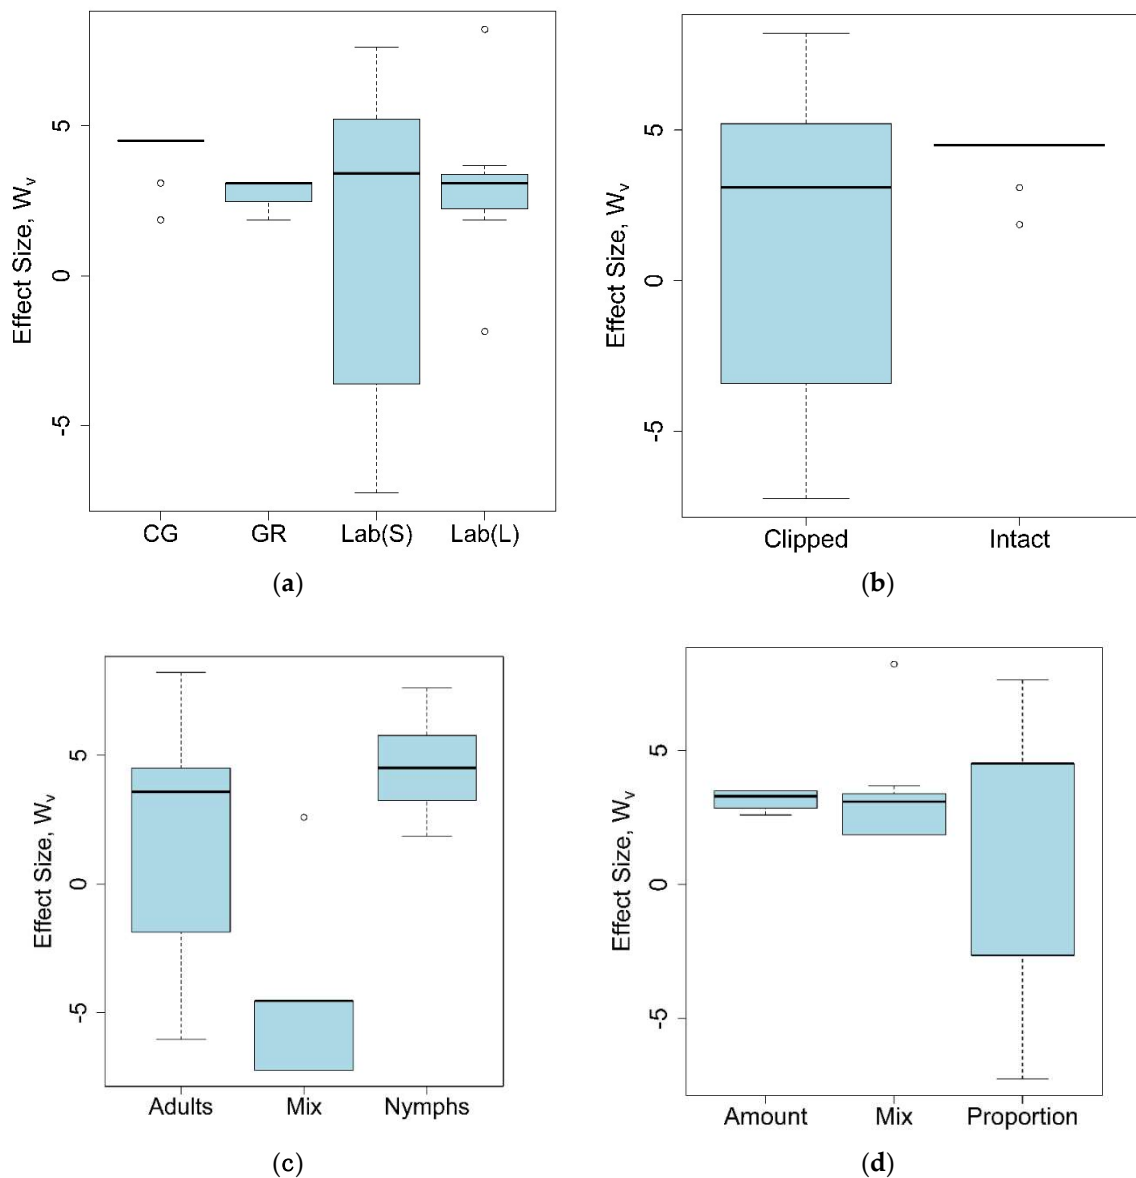 Effect Size, Wv
5
0
-5
CG GR Lab(S) Lab(L)
(a)
Effect Size, Wv
5
0
-5
Clipped Intact
(b)
Effect Size, Wv
5
0
-5
Adults Mix Nymphs
(c)
Effect Size, Wv
5
0
-5
Amount Mix Proportion
(d)